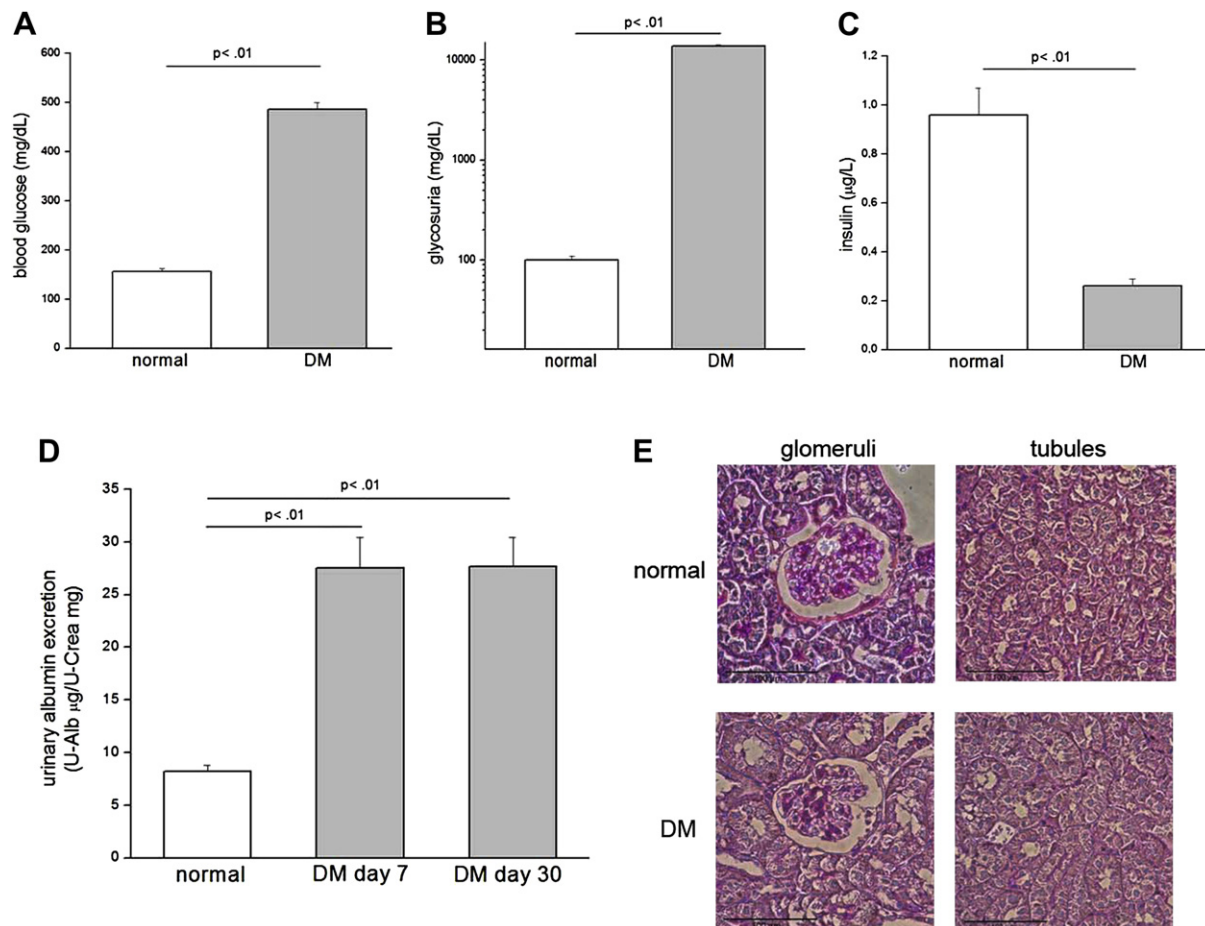 A
600
500
400
300
200
100
0
blood glucose (mg/dL)
p< .01
normal
DM
B
10000
1000
100
glycosuria (mg/dL)
p< .01
normal
DM
C
1,2
1,0
0,8
0,6
0,4
0,2
0,0
insulin (µg/L)
p< .01
normal
DM
D
35
30
25
20
15
10
5
0
urinary albumin excretion
(U-Alb µg/U-Crea mg)
p< .01
p< .01
normal
DM day 7
DM day 30
E
glomeruli
tubules
normal
DM